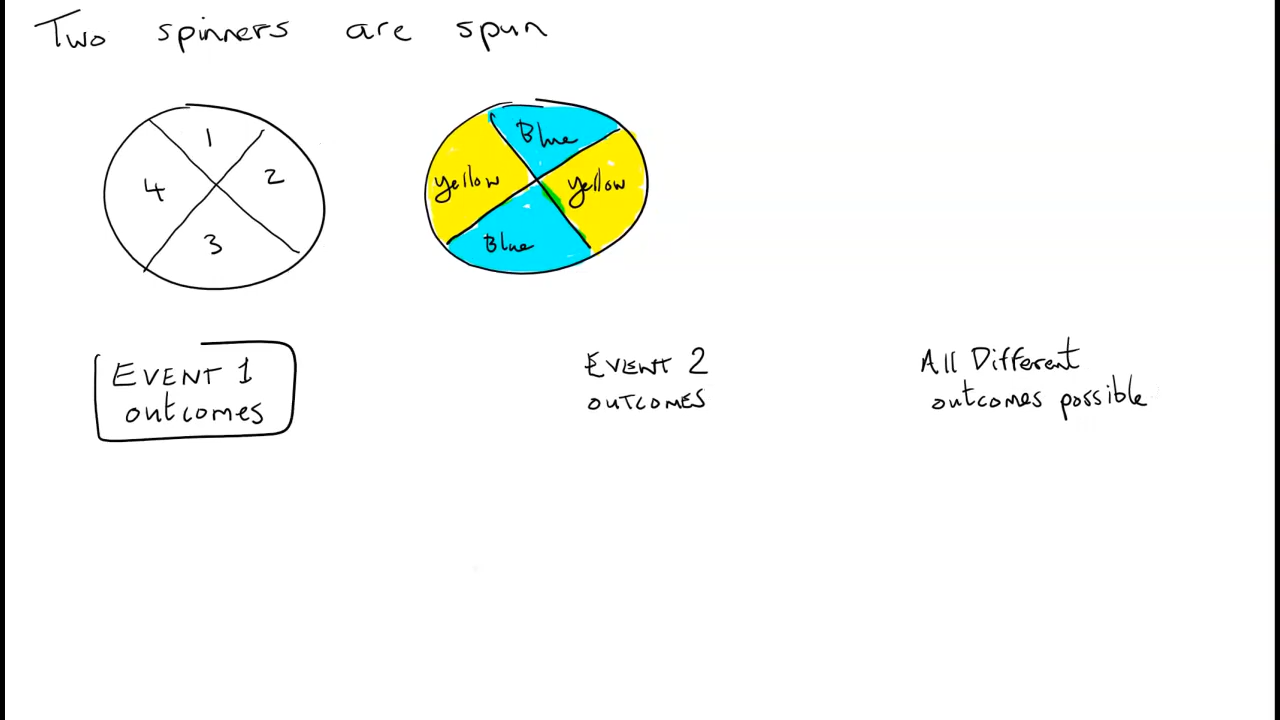 Two spinners are spun
1
4
2
3
Blue
yellow
yellow
Blue
EVENT 1
outcomes
EVENT 2
OUTCOMES
All Different
outcomes possible